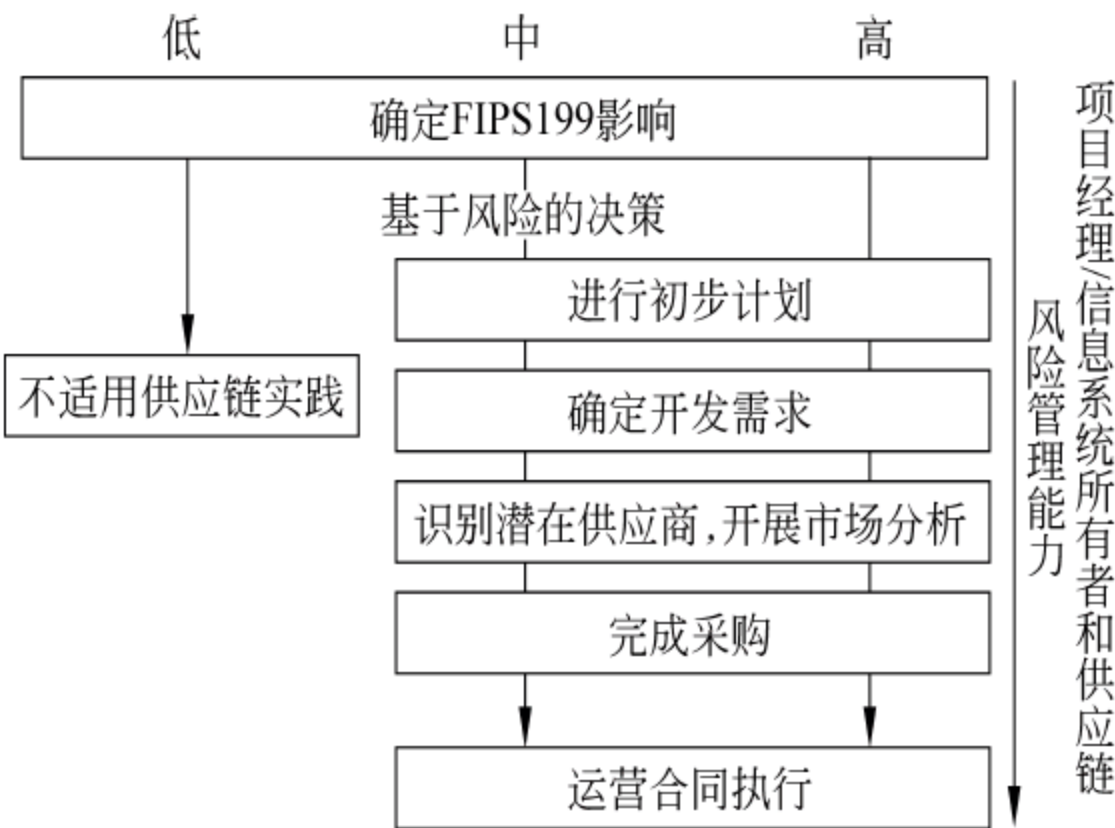 低 中 高
确定FIPS199影响
基于风险的决策
进行初步计划
不适用供应链实践
确定开发需求
识别潜在供应商,开展市场分析
完成采购
运营合同执行
项目经理/信息系统所有者和供应链
风险管理能力